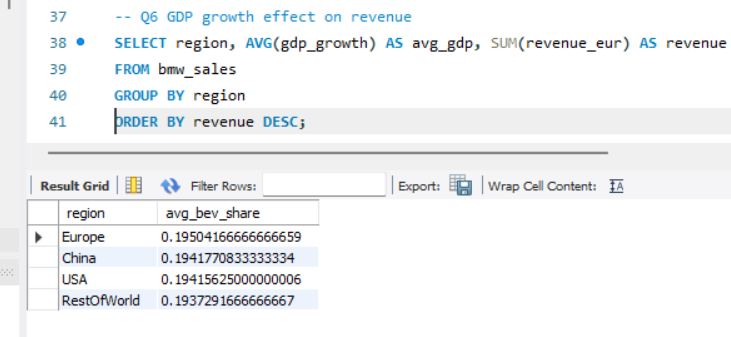 37 -- Q6 GDP growth effect on revenue
38 SELECT region, AVG(gdp_growth) AS avg_gdp, SUM(revenue_eur) AS revenue
39 FROM bmw_sales
40 GROUP BY region
41 ORDER BY revenue DESC;
Result Grid Filter Rows: Export: Wrap Cell Content: IA
region avg_bev_share
Europe 0.19504166666666659
China 0.1941770833333334
USA 0.19415625000000006
RestOfWorld 0.1937291666666667